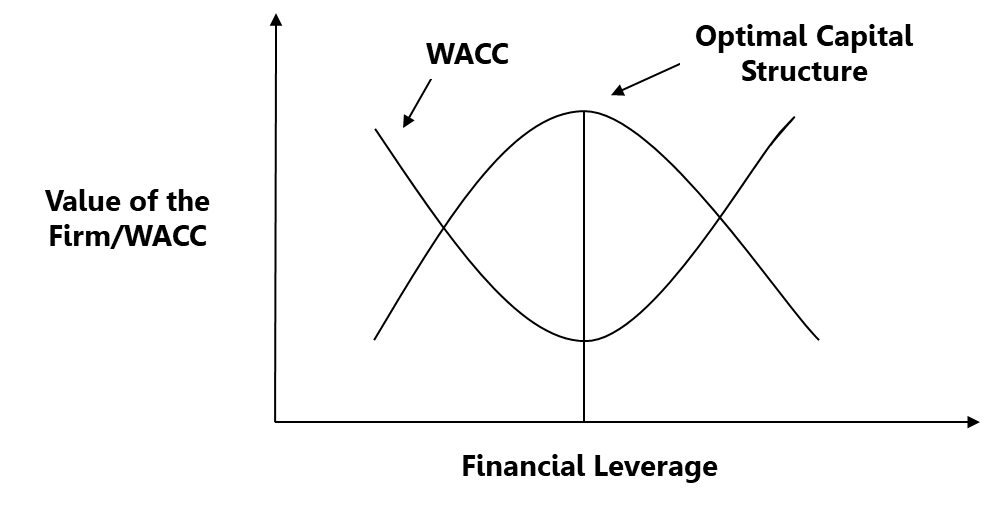 WACC
Optimal Capital
Structure
Value of the
Firm/WACC
Financial Leverage